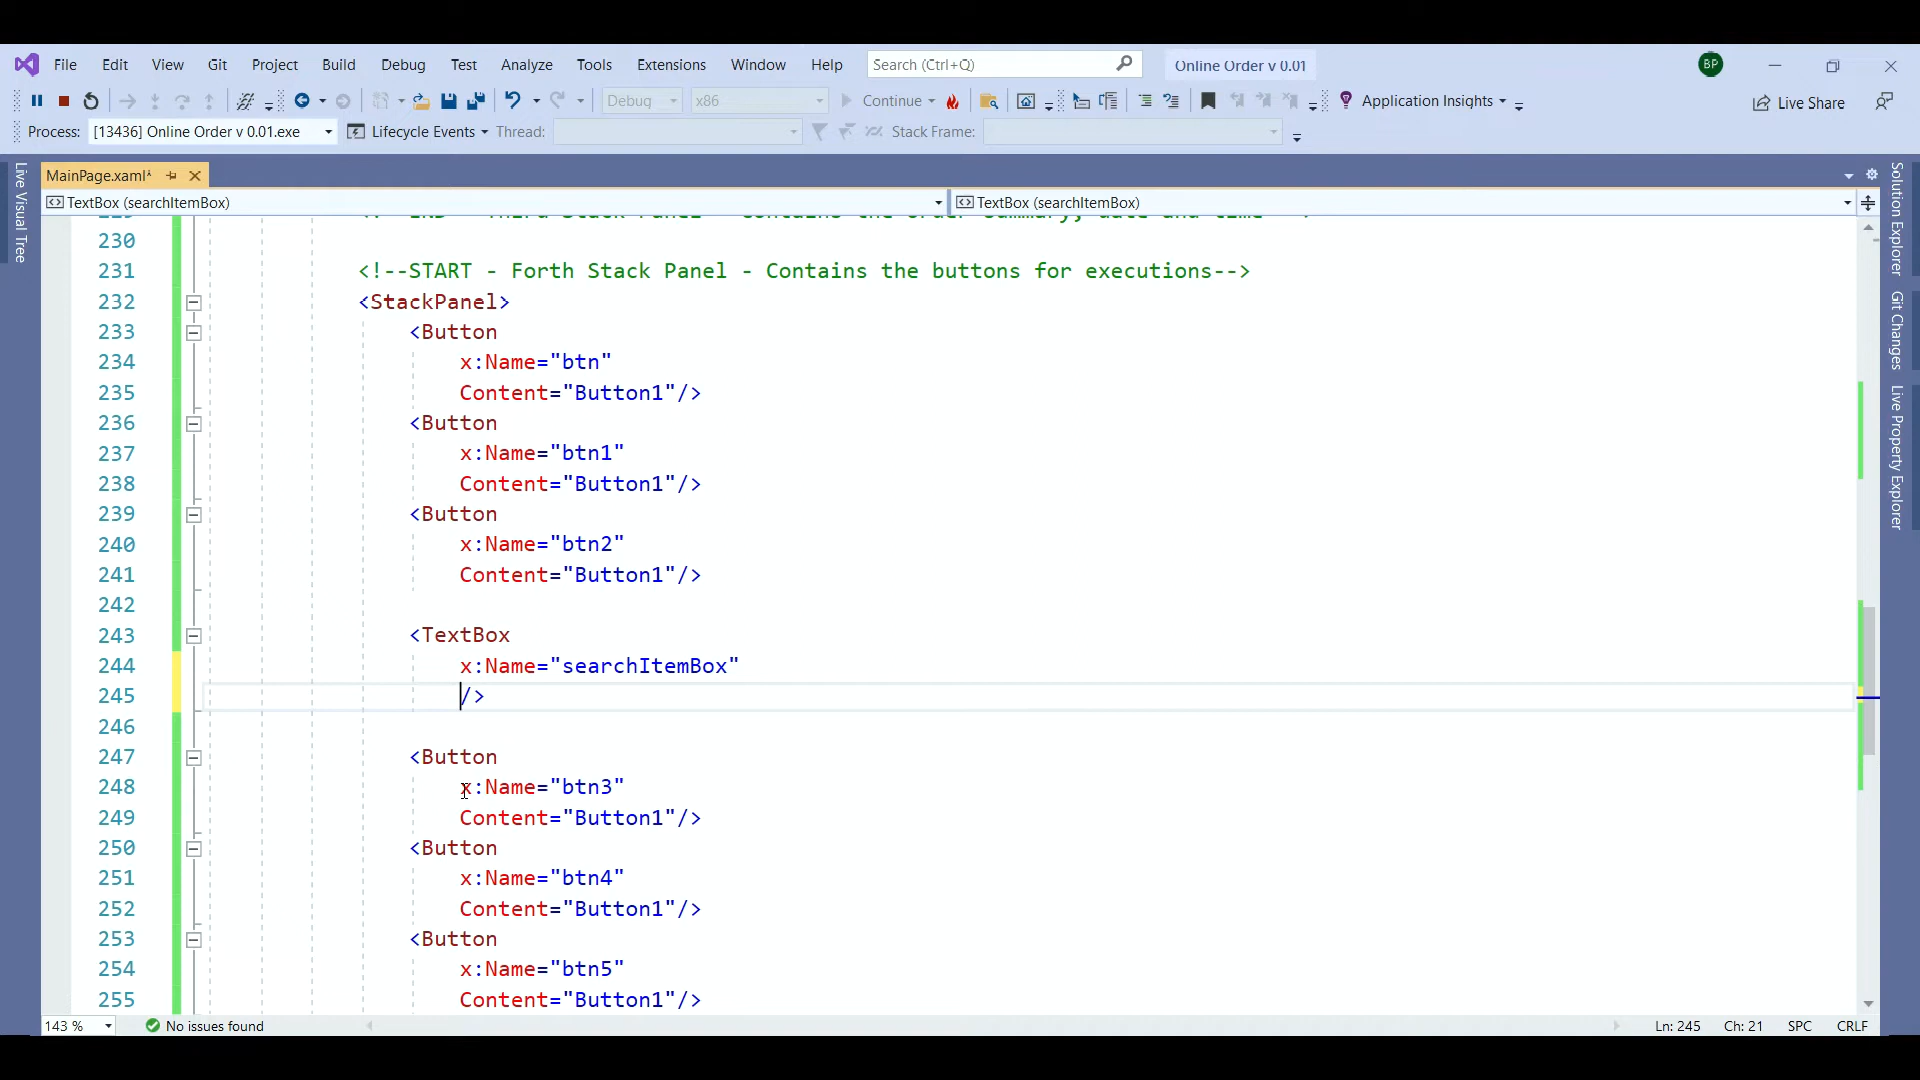 File Edit View Git Project Build Debug Test Analyze Tools Extensions Window Help Search (Ctrl+Q) Online Order v 0.01 BP
Debug x86 Continue Application Insights Live Share
Process: [13436] Online Order v 0.01.exe Lifecycle Events Thread: Stack Frame:
MainPage.xaml*
TextBox (searchItemBox) TextBox (searchItemBox)
Live Visual Tree
Solution Explorer
Git Changes
Live Property Explorer
230
231 <!--START - Forth Stack Panel - Contains the buttons for executions-->
232 <StackPanel>
233 <Button
234 x:Name="btn"
235 Content="Button1"/>
236 <Button
237 x:Name="btn1"
238 Content="Button1"/>
239 <Button
240 x:Name="btn2"
241 Content="Button1"/>
242
243 <TextBox
244 x:Name="searchItemBox"
245 />
246
247 <Button
248 x:Name="btn3"
249 Content="Button1"/>
250 <Button
251 x:Name="btn4"
252 Content="Button1"/>
253 <Button
254 x:Name="btn5"
255 Content="Button1"/>
143 % No issues found Ln: 245 Ch: 21 SPC CRLF